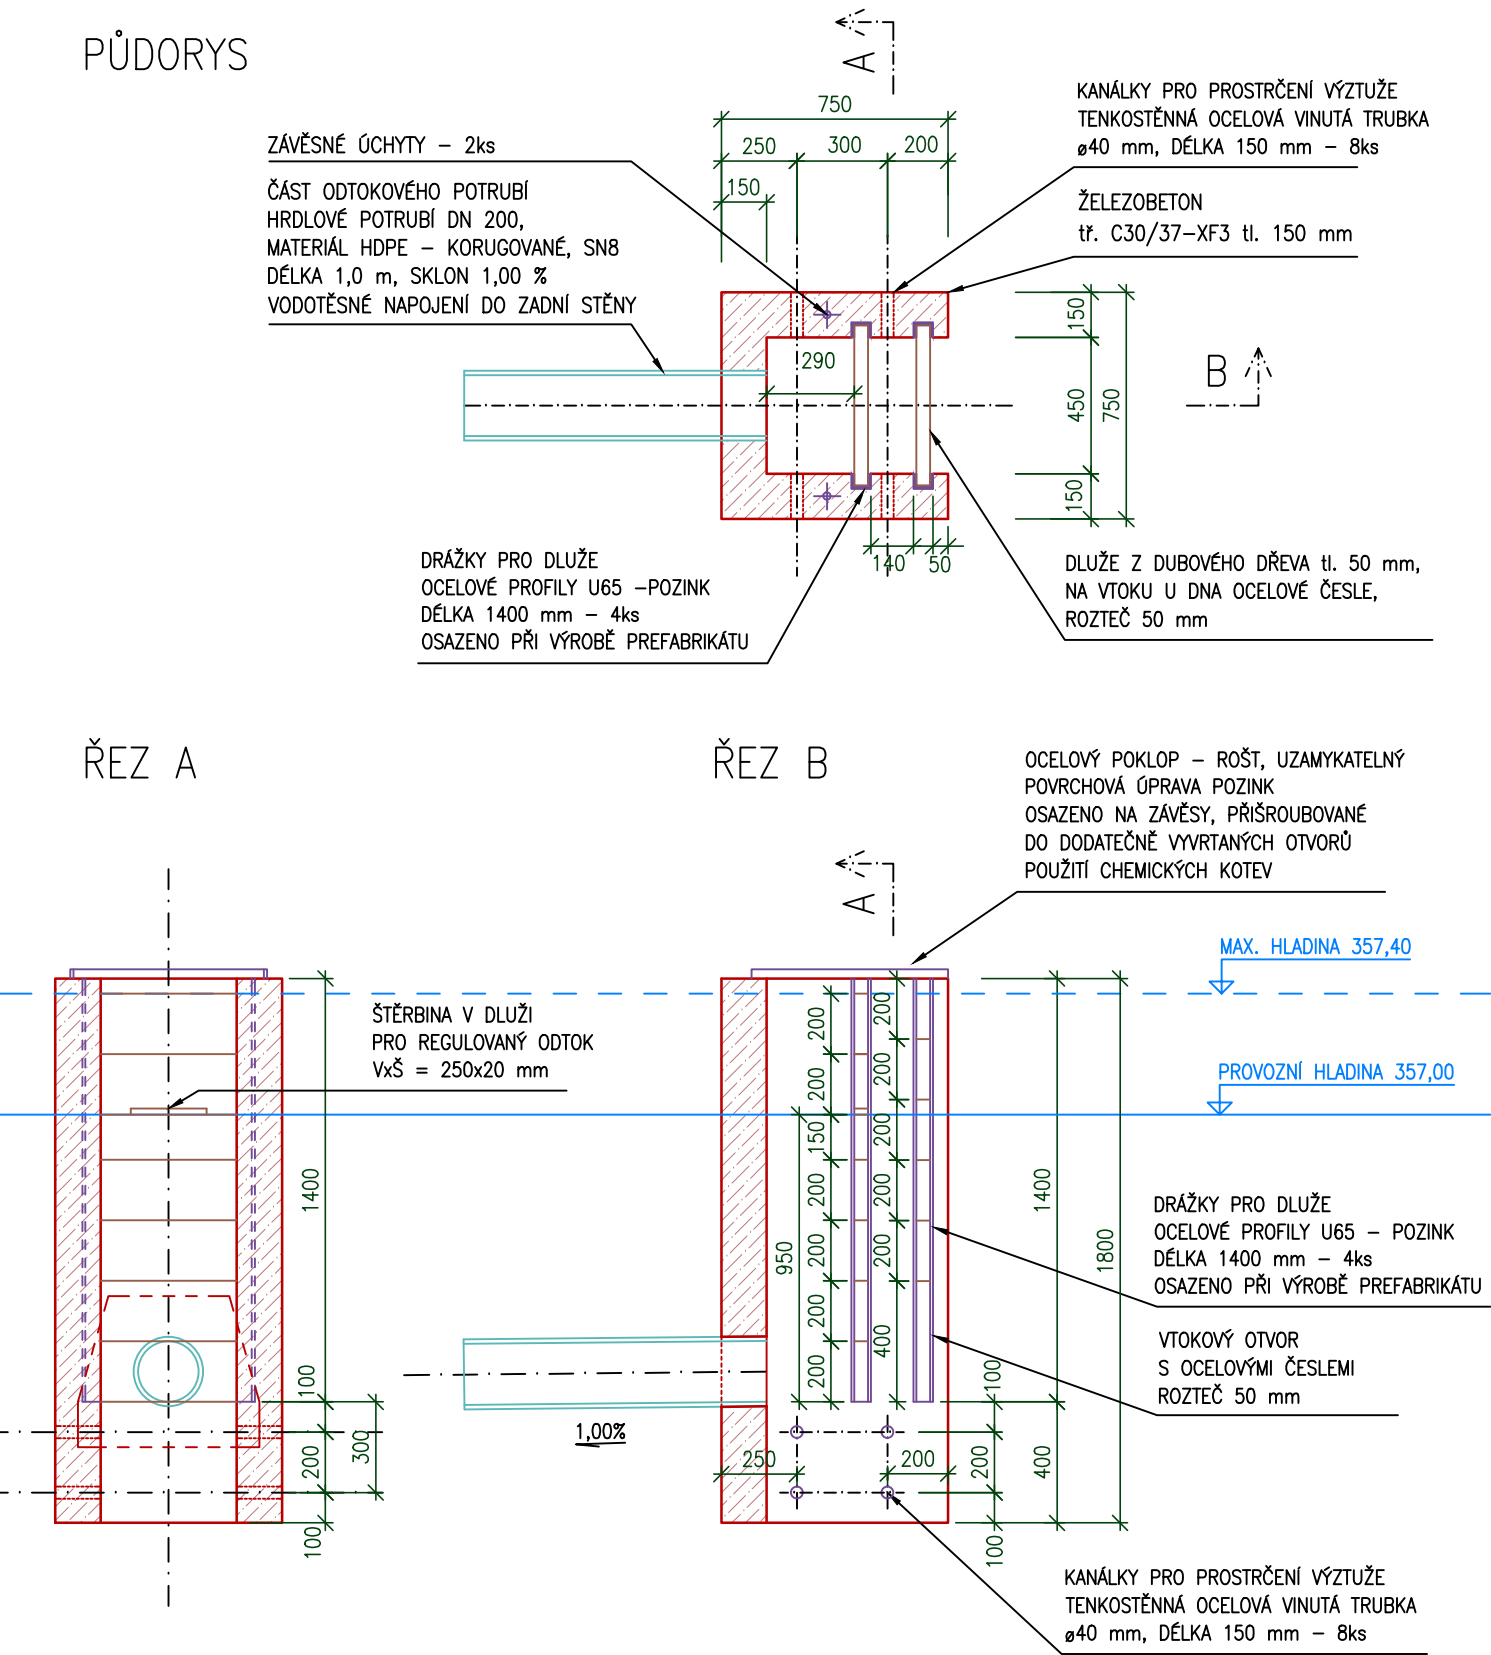 PŮDORYS
A
750
250
300
200
150
ZÁVĚSNÉ ÚCHYTY – 2ks
ČÁST ODTOKOVÉHO POTRUBÍ
HRDLOVÉ POTRUBÍ DN 200,
MATERIÁL HDPE – KORUGOVANÉ, SN8
DÉLKA 1,0 m, SKLON 1,00 %
VODOTĚSNÉ NAPOJENÍ DO ZADNÍ STĚNY
KANÁLKY PRO PROSTRČENÍ VÝZTUŽE
TENKOSTĚNNÁ OCELOVÁ VINUTÁ TRUBKA
ø40 mm, DÉLKA 150 mm – 8ks
ŽELEZOBETON
tř. C30/37–XF3 tl. 150 mm
290
150
450
750
150
B
140
50
DRÁŽKY PRO DLUŽE
OCELOVÉ PROFILY U65 –POZINK
DÉLKA 1400 mm – 4ks
OSAZENO PŘI VÝROBĚ PREFABRIKÁTU
DLUŽE Z DUBOVÉHO DŘEVA tl. 50 mm,
NA VTOKU U DNA OCELOVÉ ČESLE,
ROZTEČ 50 mm
ŘEZ A
ŠTĚRBINA V DLUŽI
PRO REGULOVANÝ ODTOK
VxŠ = 250x20 mm
1400
100
200
300
100
ŘEZ B
A
OCELOVÝ POKLOP – ROŠT, UZAMYKATELNÝ
POVRCHOVÁ ÚPRAVA POZINK
OSAZENO NA ZÁVĚSY, PŘIŠROUBOVANÉ
DO DODATEČNĚ VYVRTANÝCH OTVORŮ
POUŽITÍ CHEMICKÝCH KOTEV
MAX. HLADINA 357,40
PROVOZNÍ HLADINA 357,00
200
200
150
200
200
200
200
950
200
200
200
200
200
400
1400
1800
100
200
400
100
250
200
1,00%
DRÁŽKY PRO DLUŽE
OCELOVÉ PROFILY U65 – POZINK
DÉLKA 1400 mm – 4ks
OSAZENO PŘI VÝROBĚ PREFABRIKÁTU
VTOKOVÝ OTVOR
S OCELOVÝMI ČESLEMI
ROZTEČ 50 mm
KANÁLKY PRO PROSTRČENÍ VÝZTUŽE
TENKOSTĚNNÁ OCELOVÁ VINUTÁ TRUBKA
ø40 mm, DÉLKA 150 mm – 8ks